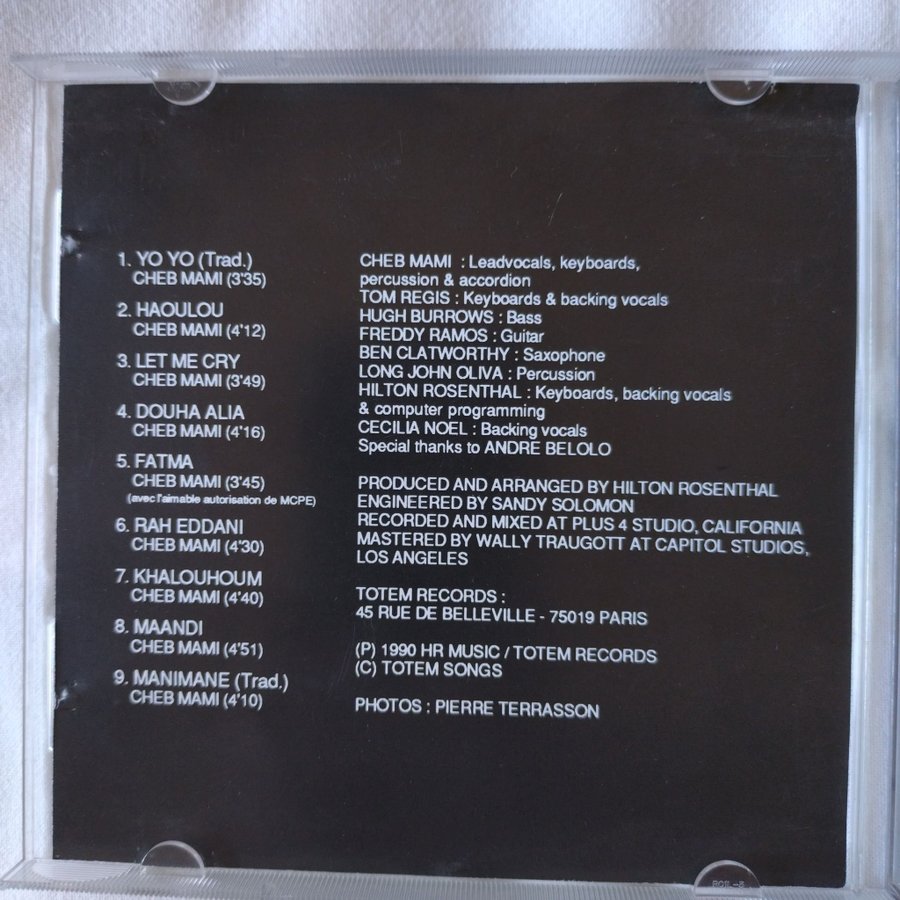 1. YO YO (Trad.)
CHEB MAMI (3'35)
2. HAOULOU
CHEB MAMI (4'12)
3. LET ME CRY
CHEB MAMI (3'49)
4. DOUHA ALIA
CHEB MAMI (4'16)
5. FATMA
CHEB MAMI (3'45)
(avec l'aimable autorisation de MCPE)
6. RAH EDDANI
CHEB MAMI (4'30)
7. KHALOUHOUM
CHEB MAMI (4'40)
8. MAANDI
CHEB MAMI (4'51)
9. MANIMANE (Trad.)
CHEB MAMI (4'10)
CHEB MAMI : Leadvocals, keyboards,
percussion & accordion
TOM REGIS : Keyboards & backing vocals
HUGH BURROWS : Bass
FREDDY RAMOS : Guitar
BEN CLATWORTHY : Saxophone
LONG JOHN OLIVA : Percussion
HILTON ROSENTHAL : Keyboards, backing vocals
& computer programming
CECILIA NOEL : Backing vocals
Special thanks to ANDRE BELOLO
PRODUCED AND ARRANGED BY HILTON ROSENTHAL
ENGINEERED BY SANDY SOLOMON
RECORDED AND MIXED AT PLUS 4 STUDIO, CALIFORNIA
MASTERED BY WALLY TRAUGOTT AT CAPITOL STUDIOS,
LOS ANGELES
TOTEM RECORDS :
45 RUE DE BELLEVILLE - 75019 PARIS
(P) 1990 HR MUSIC / TOTEM RECORDS
(C) TOTEM SONGS
PHOTOS : PIERRE TERRASSON